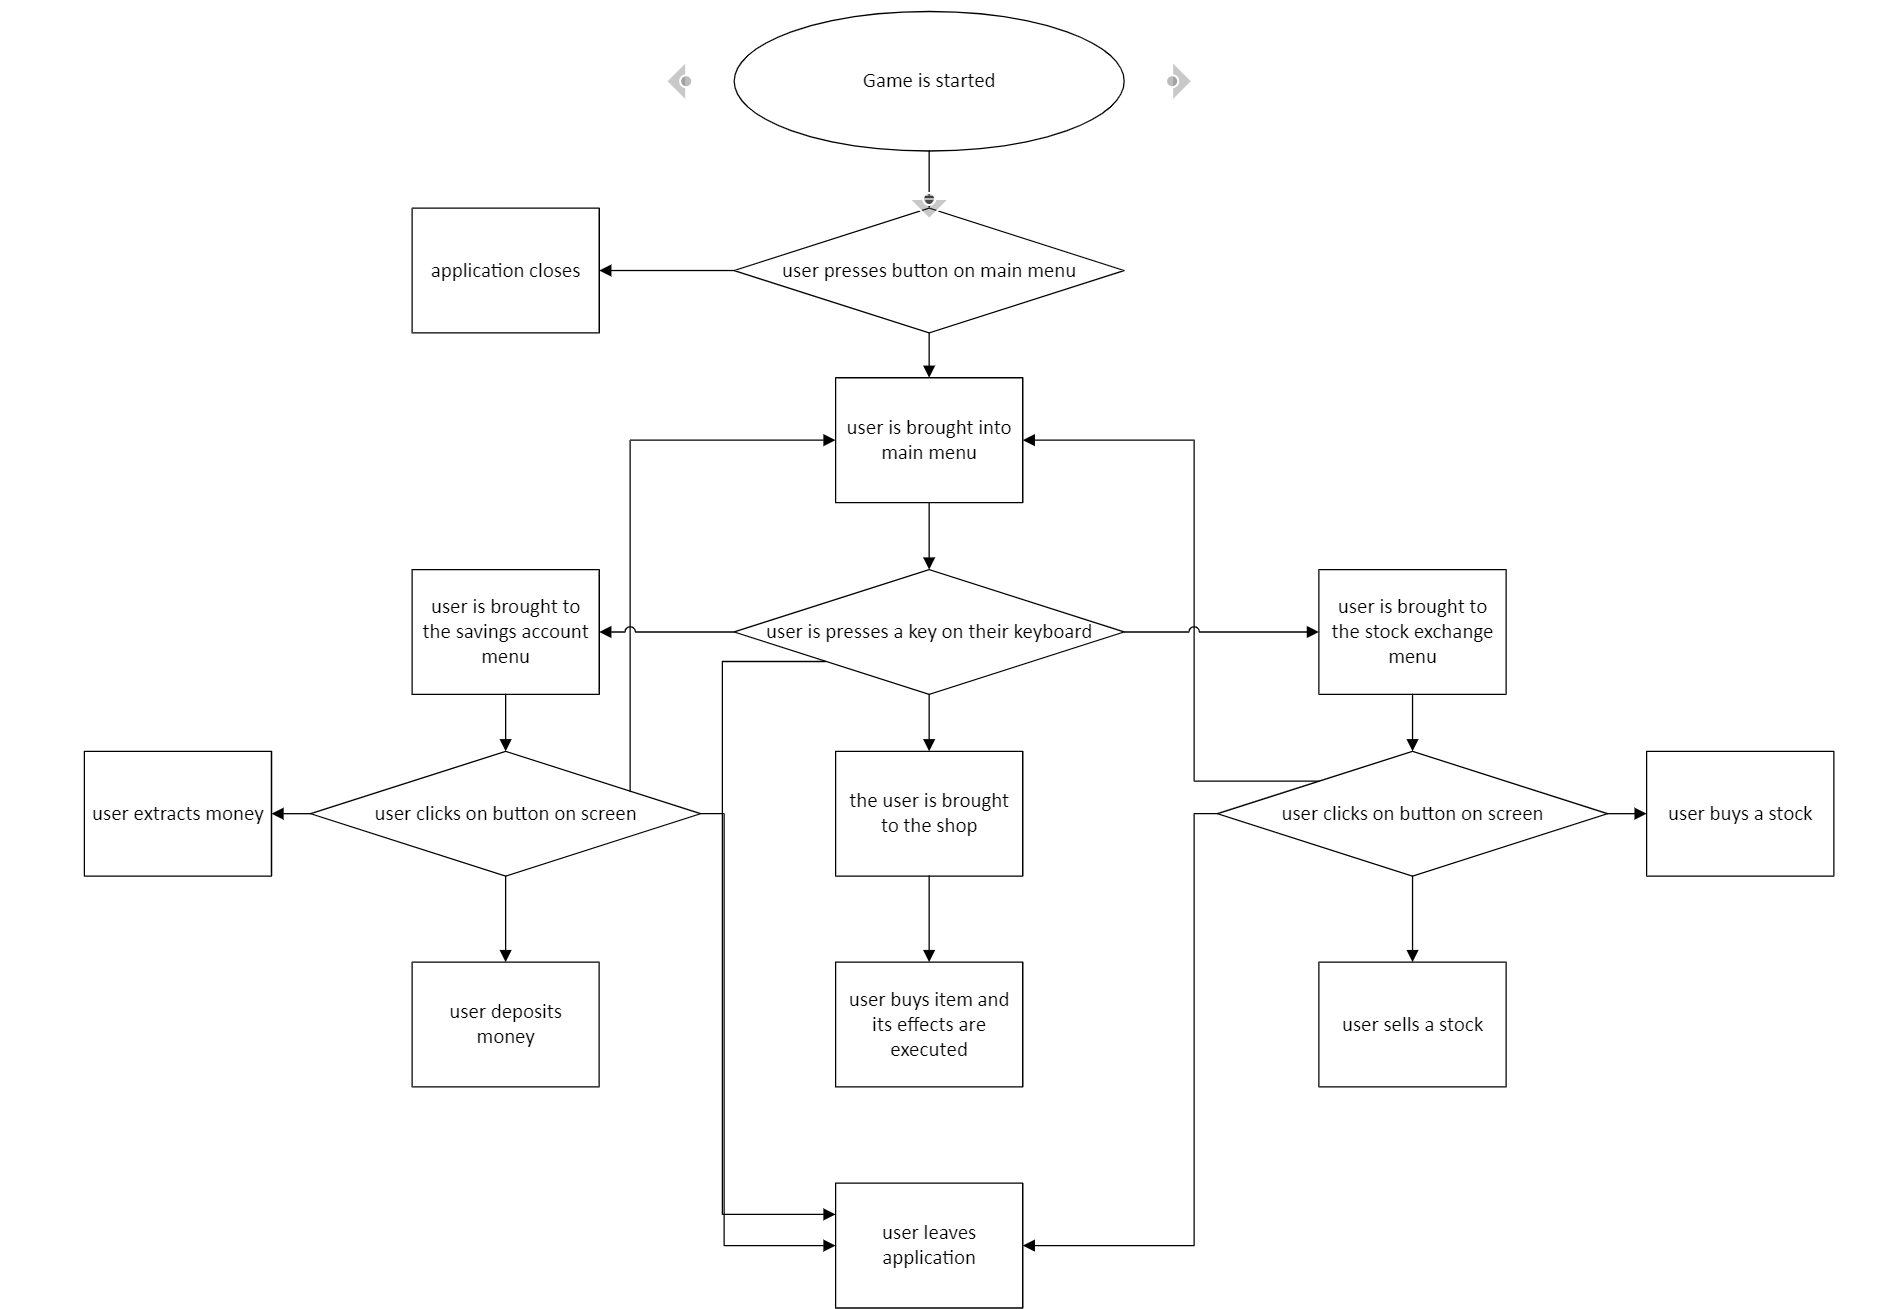 Game is started
application closes
user presses button on main menu
user is brought into
main menu
user is brought to
the savings account
menu
user is presses a key on their keyboard
user is brought to
the stock exchange
menu
user extracts money
user clicks on button on screen
the user is brought
to the shop
user clicks on button on screen
user buys a stock
user deposits
money
user buys item and
its effects are
executed
user sells a stock
user leaves
application